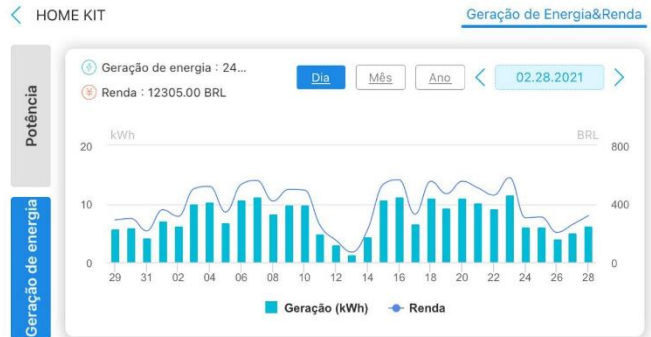 HOME KIT
Geração de Energia&Renda
Potência
Geração de energia
Geração de energia : 24...
Renda : 12305.00 BRL
Dia
Mês
Ano
02.28.2021
kWh
BRL
20
10
0
800
400
0
29 31 02 04 06 08 10 12 14 16 18 20 22 24 26 28
Geração (kWh)
Renda